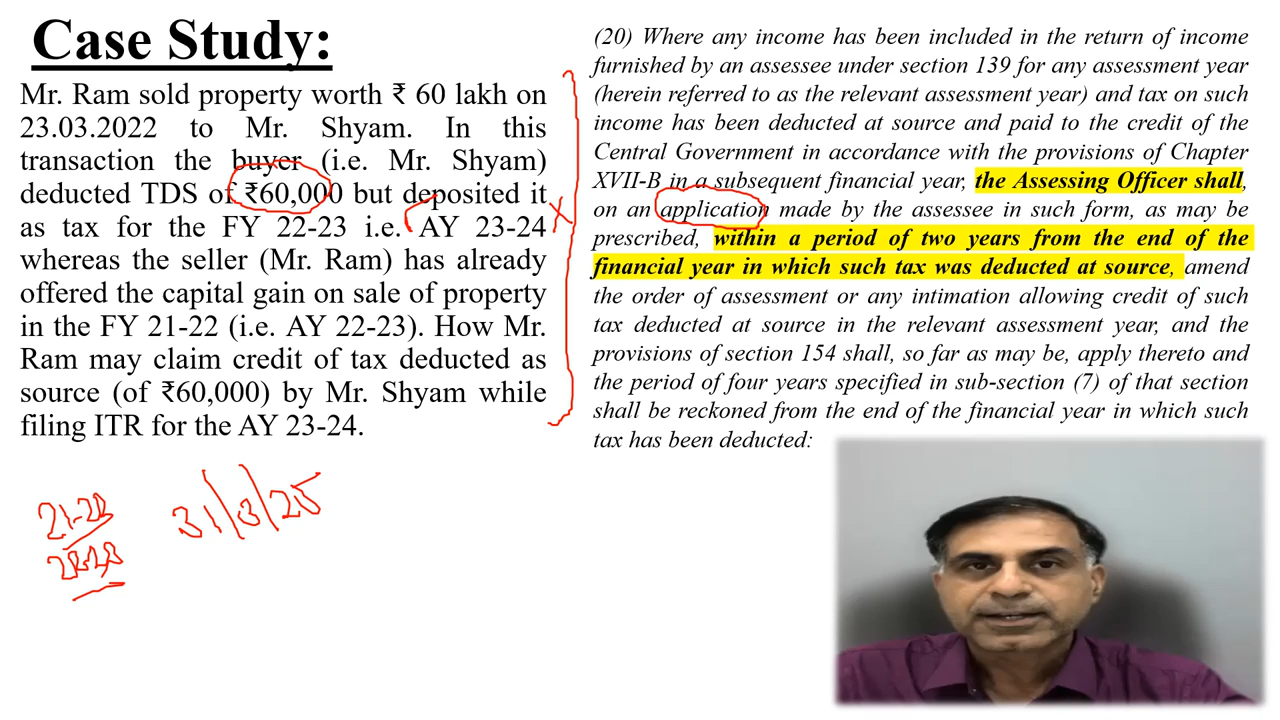 Case Study:
Mr. Ram sold property worth ₹ 60 lakh on
23.03.2022 to Mr. Shyam. In this
transaction the buyer (i.e. Mr. Shyam)
deducted TDS of ₹60,000 but deposited it
as tax for the FY 22-23 i.e. AY 23-24
whereas the seller (Mr. Ram) has already
offered the capital gain on sale of property
in the FY 21-22 (i.e. AY 22-23). How Mr.
Ram may claim credit of tax deducted as
source (of ₹60,000) by Mr. Shyam while
filing ITR for the AY 23-24.
31/3/25
(20) Where any income has been included in the return of income
furnished by an assessee under section 139 for any assessment year
(herein referred to as the relevant assessment year) and tax on such
income has been deducted at source and paid to the credit of the
Central Government in accordance with the provisions of Chapter
XVII-B in a subsequent financial year, the Assessing Officer shall,
on an application made by the assessee in such form, as may be
prescribed, within a period of two years from the end of the
financial year in which such tax was deducted at source, amend
the order of assessment or any intimation allowing credit of such
tax deducted at source in the relevant assessment year, and the
provisions of section 154 shall, so far as may be, apply thereto and
the period of four years specified in sub-section (7) of that section
shall be reckoned from the end of the financial year in which such
tax has been deducted: